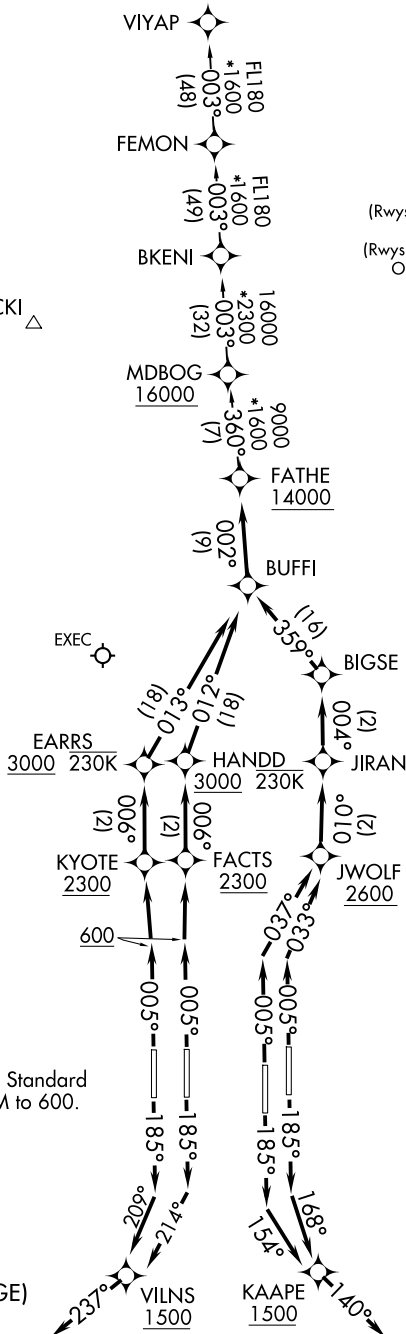 VIYAP
FL180
*1600
003°
(48)
FEMON
FL180
*1600
003°
(49)
(Rwys
BKENI
(Rwys
O
16000
*2300
003°
(32)
CKI
MDBOG
16000
9000
*1600
360°
(7)
FATHE
14000
002°
(9)
BUFFI
(16)
359°
EXEC
BIGSE
(18)
013°
012°
(18)
004°
(2)
EARRS
3000 230K
HANDD
3000 230K
JIRAN
006°
(2)
006°
(2)
010°
(2)
KYOTE
2300
FACTS
2300
JWOLF
2600
600
037°
033°
005°
005°
005°
005°
Standard
M to 600.
185°
185°
185°
185°
209°
214°
154°
168°
GE)
237°
VILNS
1500
KAAPE
1500
140°